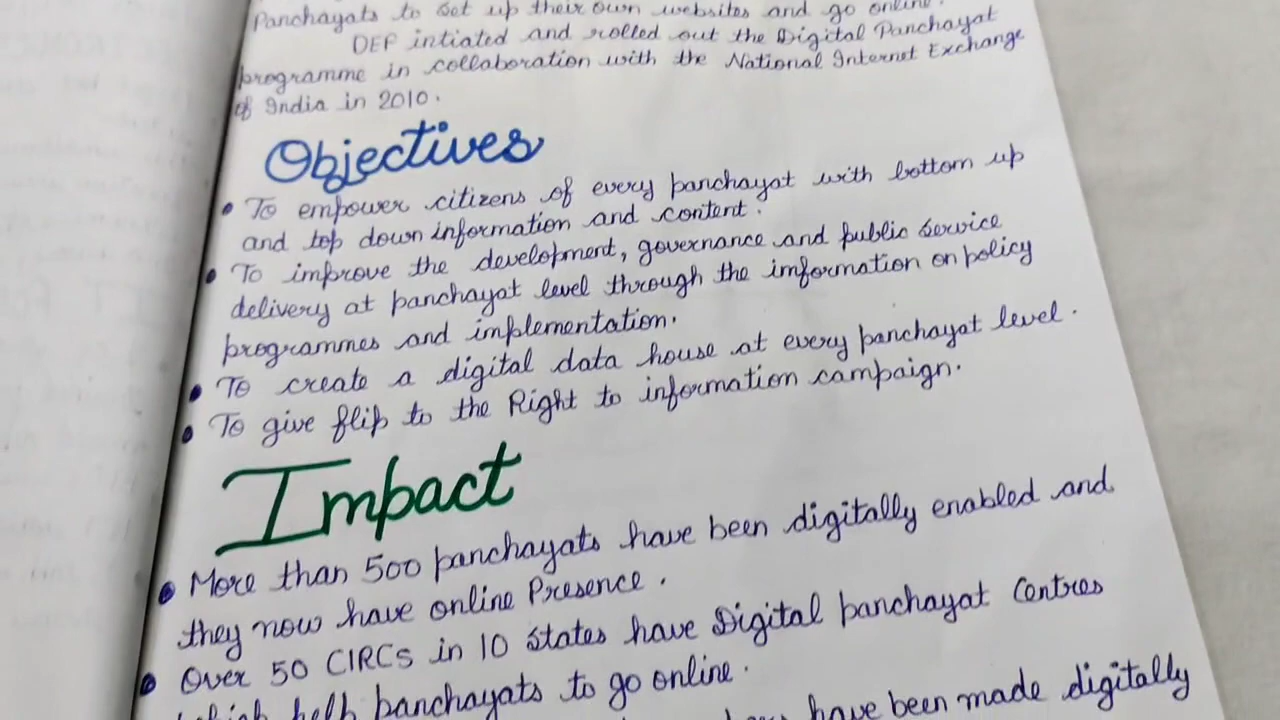 Panchayats to set up their own websites and go online.
DEF intiated and rolled out the Digital Panchayat
programme in collaboration with the National Internet Exchange
of India in 2010.
Objectives
• To empower citizens of every panchayat with bottom up
and top down information and content.
• To improve the development, governance and public service
delivery at panchayat level through the information on policy
programmes and implementation.
• To create a digital data house at every panchayat level.
• To give flip to the Right to information campaign.
Impact
• More than 500 panchayats have been digitally enabled and
they now have online Presence.
• Over 50 CIRCs in 10 states have Digital panchayat Centres
which help panchayats to go online.
have been made digitally